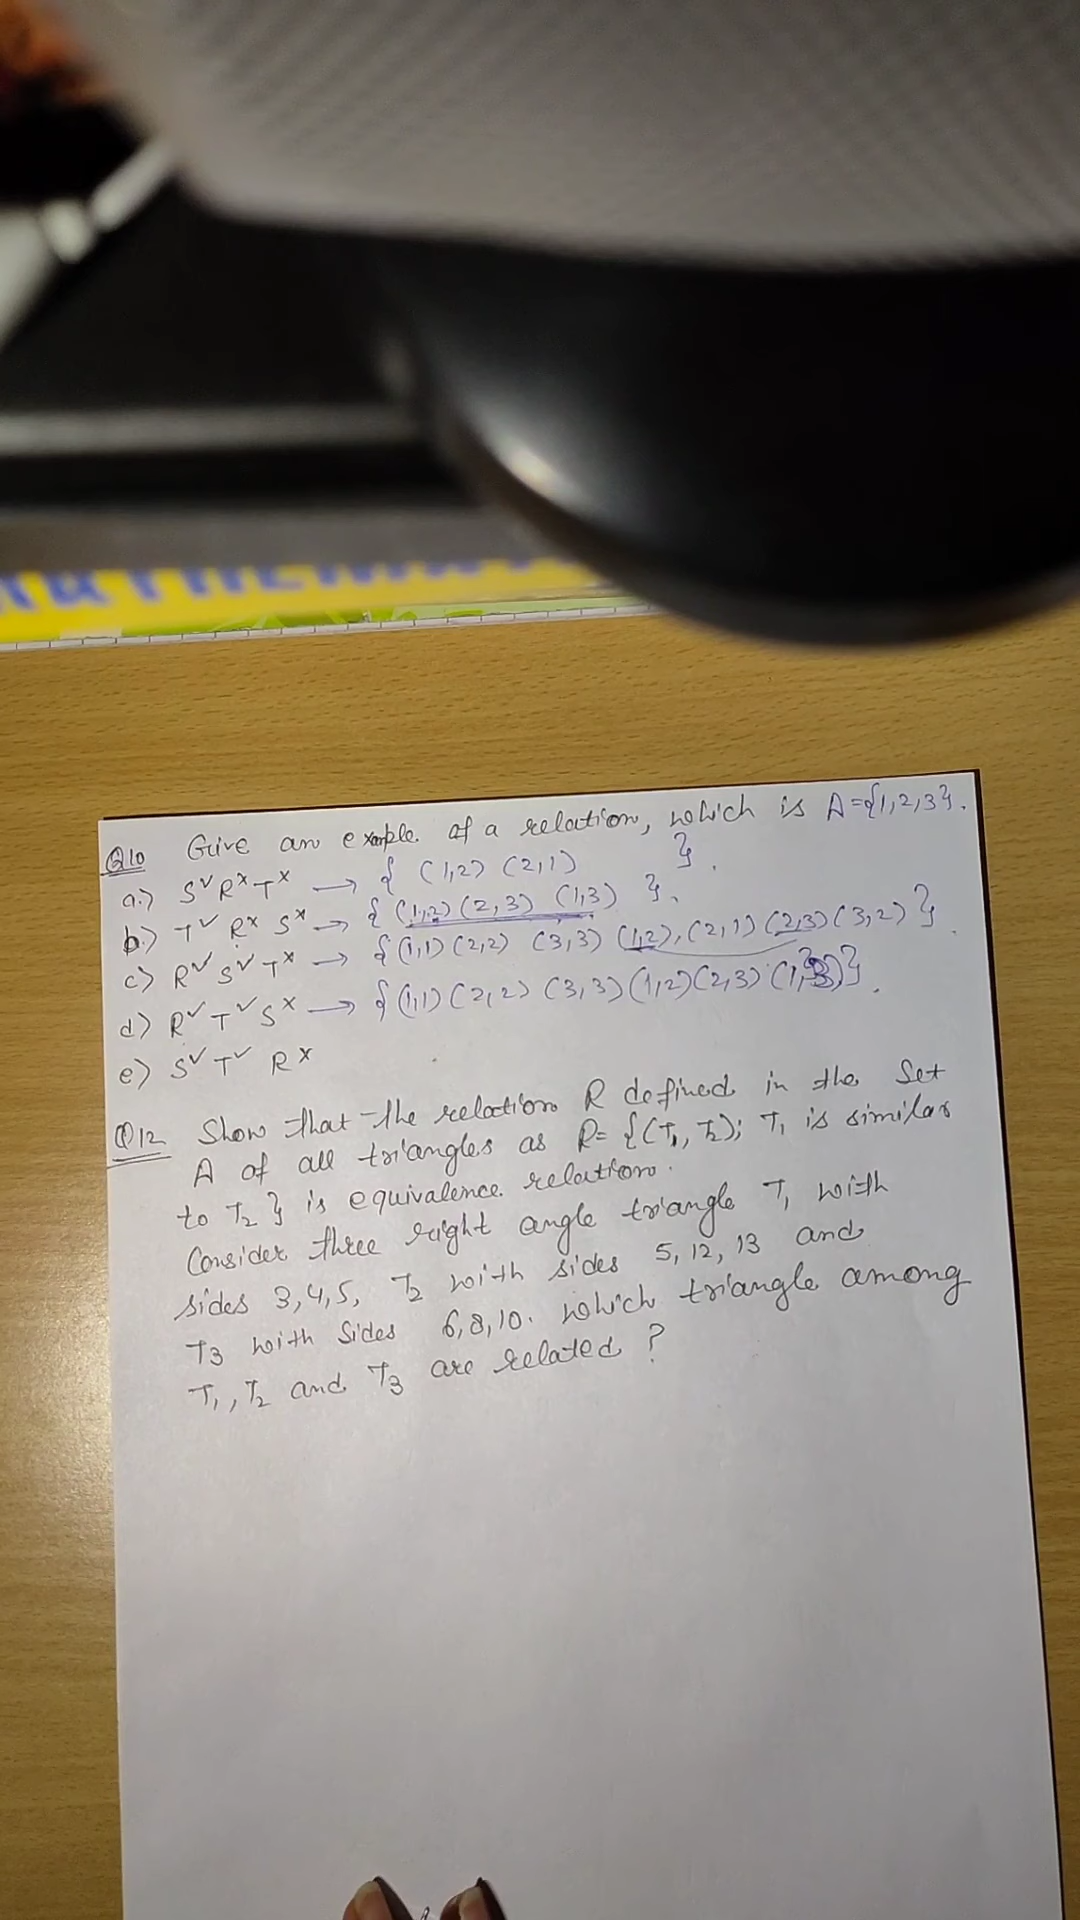 Q10 Give an example of a relation, which is A={1,2,3}.
a.) S✓ R× T× → { (1,2) (2,1) }.
b.) T✓ R× S× → { (1,2) (2,3) (1,3) }.
c) R✓ S✓ T× → { (1,1) (2,2) (3,3) (1,2), (2,1) (2,3) (3,2) }.
d) R✓ T✓ S× → { (1,1) (2,2) (3,3) (1,2) (2,3) (1,3) }.
e) S✓ T✓ R×
Q12 Show that the relation R defined in the Set
A of all triangles as R= {(T₁, T₂); T₁ is similar
to T₂ } is equivalence relation.
Consider three right angle triangle T₁ with
sides 3,4,5, T₂ with sides 5, 12, 13 and
T3 with Sides 6,8,10. which triangle among
T₁, T₂ and T3 are related ?